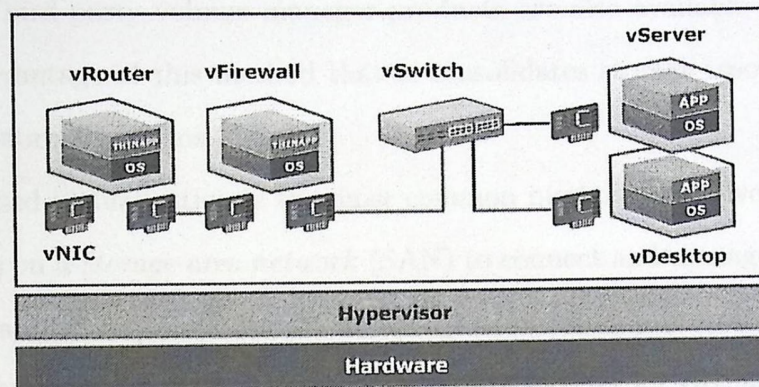 vServer
vRouter vFirewall vSwitch
APP
THINAPP THINAPP OS
OS OS
APP
OS
vNIC
vDesktop
Hypervisor
Hardware